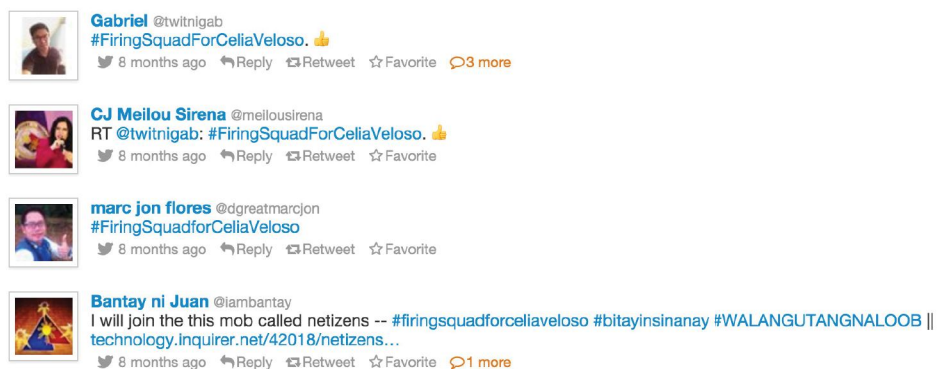 Gabriel @twitnigab
#FiringSquadForCeliaVeloso. 👍
8 months ago Reply Retweet Favorite 3 more
CJ Meilou Sirena @meilousirena
RT @twitnigab: #FiringSquadForCeliaVeloso. 👍
8 months ago Reply Retweet Favorite
marc jon flores @dgreatmarcjon
#FiringSquadforCeliaVeloso
8 months ago Reply Retweet Favorite
Bantay ni Juan @iambantay
I will join the this mob called netizens -- #firingsquadforceliaveloso #bitayinsinanay #WALANGUTANGNALOOB ||
technology.inquirer.net/42018/netizens…
8 months ago Reply Retweet Favorite 1 more